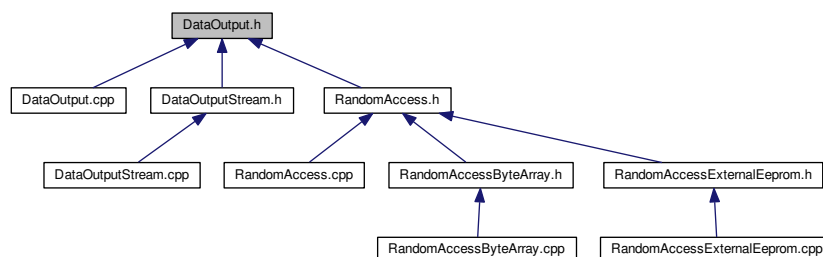 DataOutput.h
DataOutput.cpp
DataOutputStream.h
RandomAccess.h
DataOutputStream.cpp
RandomAccess.cpp
RandomAccessByteArray.h
RandomAccessExternalEeprom.h
RandomAccessByteArray.cpp
RandomAccessExternalEeprom.cpp